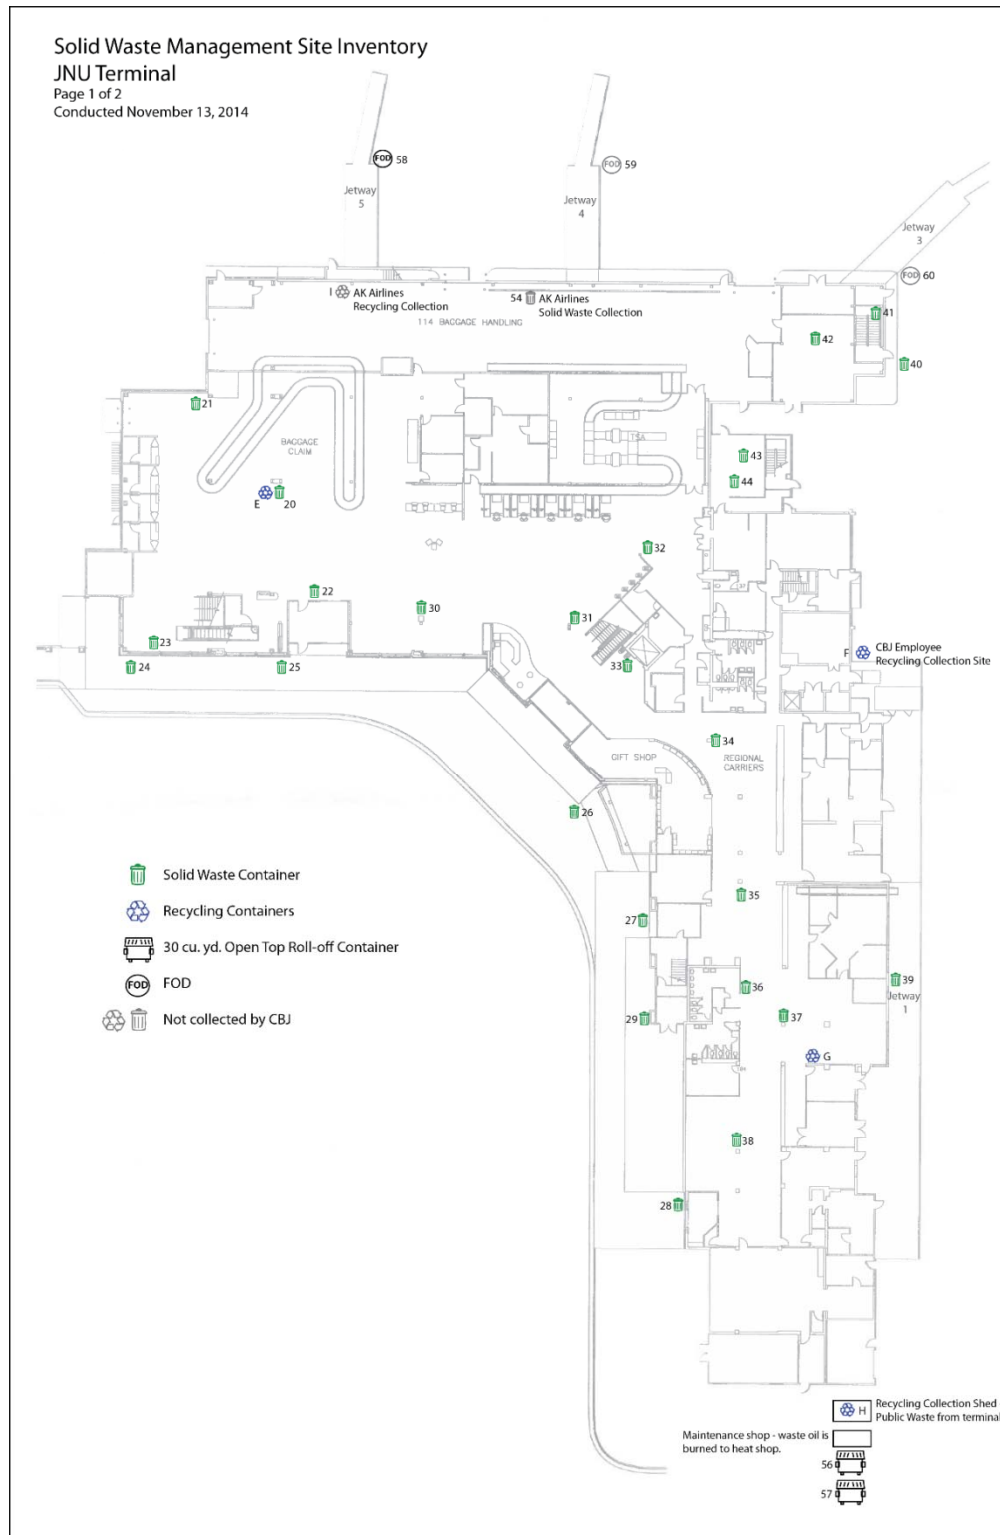 Solid Waste Management Site Inventory
JNU Terminal
Page 1 of 2
Conducted November 13, 2014
FOD 58
FOD 59
Jetway
5
Jetway
4
Jetway
3
FOD 60
I AK Airlines
Recycling Collection
54 AK Airlines
Solid Waste Collection
114 BAGGAGE HANDLING
41
42
40
21
BAGGAGE
CLAIM
TSA
43
44
E 20
32
22
30
31
23
24
25
33
F CBJ Employee
Recycling Collection Site
34
GIFT SHOP
REGIONAL
CARRIERS
26
Solid Waste Container
Recycling Containers
30 cu. yd. Open Top Roll-off Container
FOD FOD
Not collected by CBJ
35
27
36
39
Jetway
1
29
37
G
38
28
H Recycling Collection Shed
Public Waste from terminal
Maintenance shop - waste oil is
burned to heat shop.
56
57